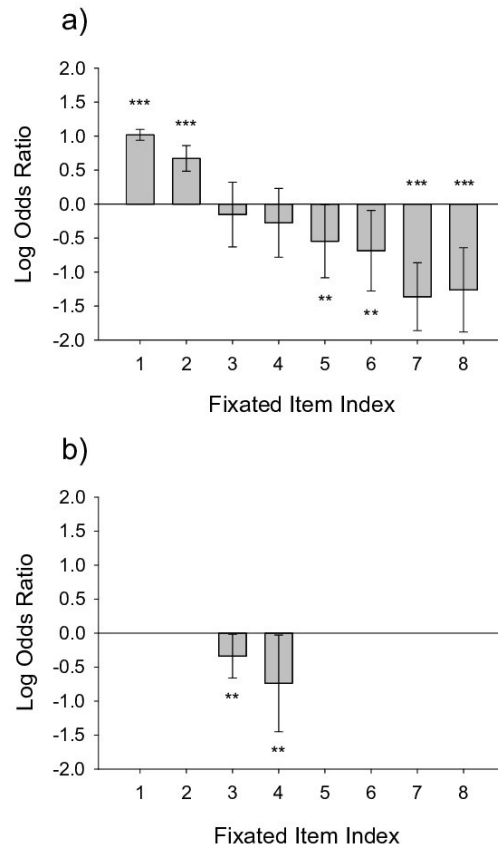 a)
2.0
1.5
1.0
0.5
0.0
-0.5
-1.0
-1.5
-2.0
Log Odds Ratio
*** *** ** ** *** ***
1 2 3 4 5 6 7 8
Fixated Item Index
b)
2.0
1.5
1.0
0.5
0.0
-0.5
-1.0
-1.5
-2.0
Log Odds Ratio
** **
1 2 3 4 5 6 7 8
Fixated Item Index